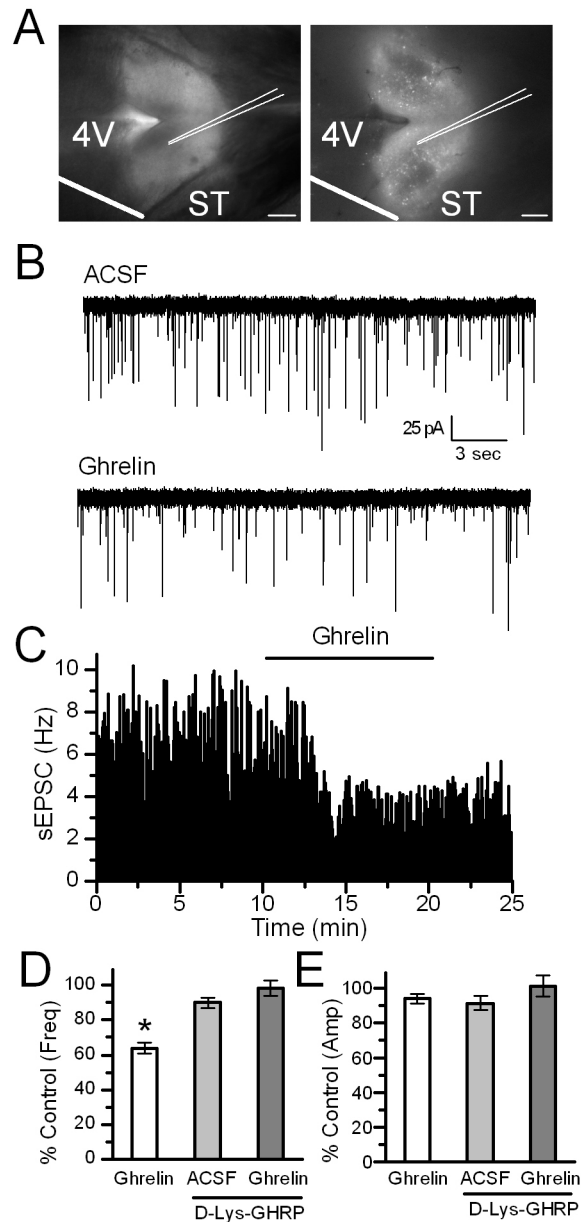 A
4V
ST
4V
ST
B
ACSF
25 pA
3 sec
Ghrelin
C
Ghrelin
10
8
6
4
2
0
sEPSC (Hz)
0 5 10 15 20 25
Time (min)
D
100
80
60
40
20
0
% Control (Freq)
*
Ghrelin ACSF Ghrelin
D-Lys-GHRP
E
100
80
60
40
20
0
% Control (Amp)
Ghrelin ACSF Ghrelin
D-Lys-GHRP